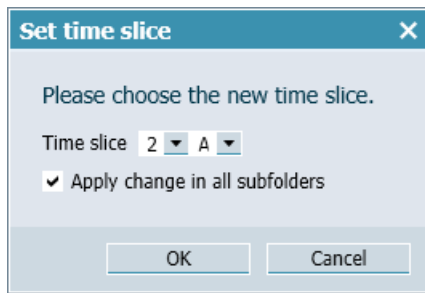 Set time slice
Please choose the new time slice.
Time slice 2 A
Apply change in all subfolders
OK Cancel